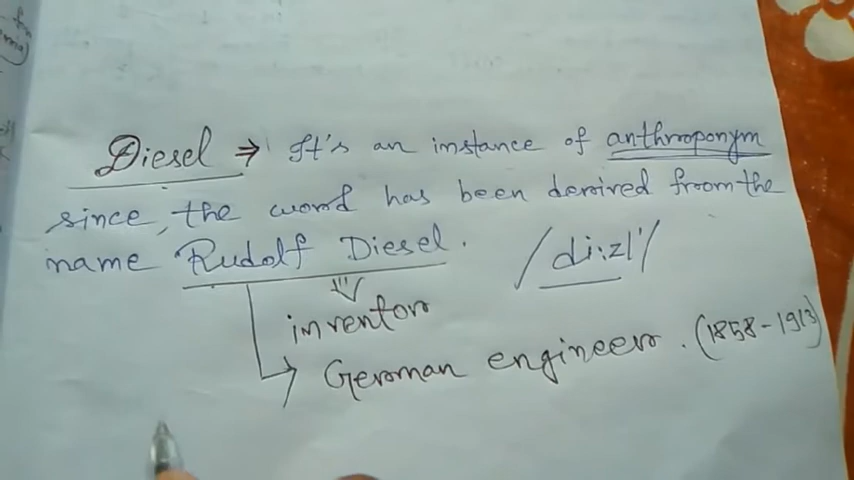 Diesel ⇒ It's an instance of anthroponym
since, the word has been derived from the
name Rudolf Diesel. /di:zl/
inventor
German engineer. (1858-1913)